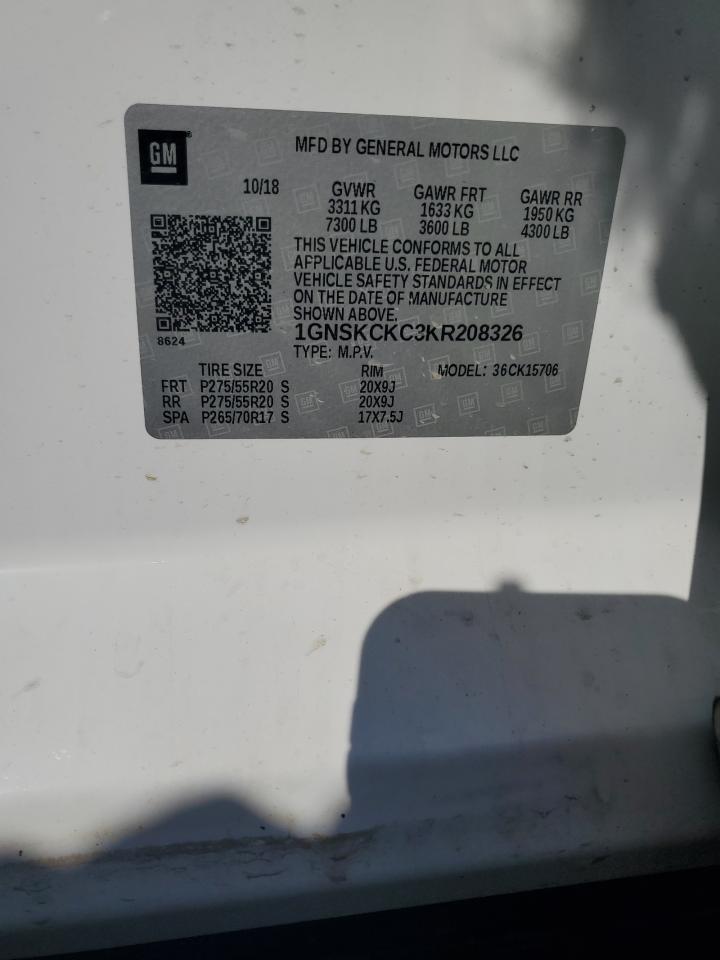 GM
MFD BY GENERAL MOTORS LLC
10/18 GVWR GAWR FRT GAWR RR
3311 KG 1633 KG 1950 KG
7300 LB 3600 LB 4300 LB
THIS VEHICLE CONFORMS TO ALL
APPLICABLE U.S. FEDERAL MOTOR
VEHICLE SAFETY STANDARDS IN EFFECT
ON THE DATE OF MANUFACTURE
SHOWN ABOVE.
8624
1GNSKCKC3KR208326
TYPE: M.P.V.
TIRE SIZE RIM MODEL: 36CK15706
FRT P275/55R20 S 20X9J
RR P275/55R20 S 20X9J
SPA P265/70R17 S 17X7.5J